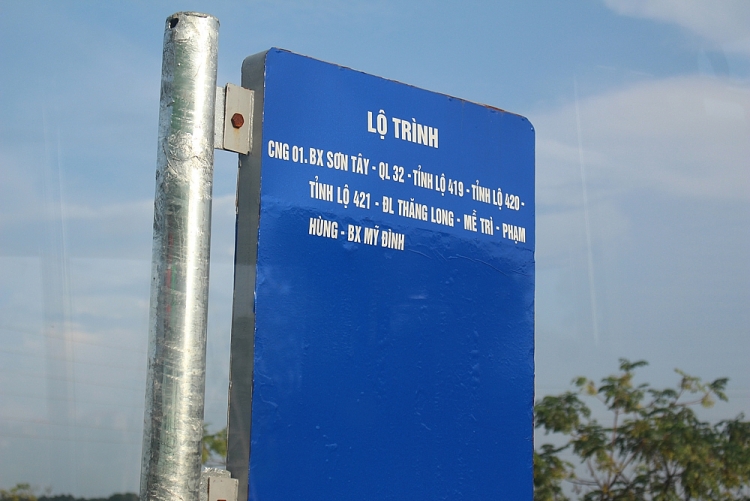 LỘ TRÌNH
CNG 01. BX SƠN TÂY - QL 32 - TỈNH LỘ 419 - TỈNH LỘ 420 -
TỈNH LỘ 421 - ĐL THĂNG LONG - MỄ TRÌ - PHẠM
HÙNG - BX MỸ ĐÌNH